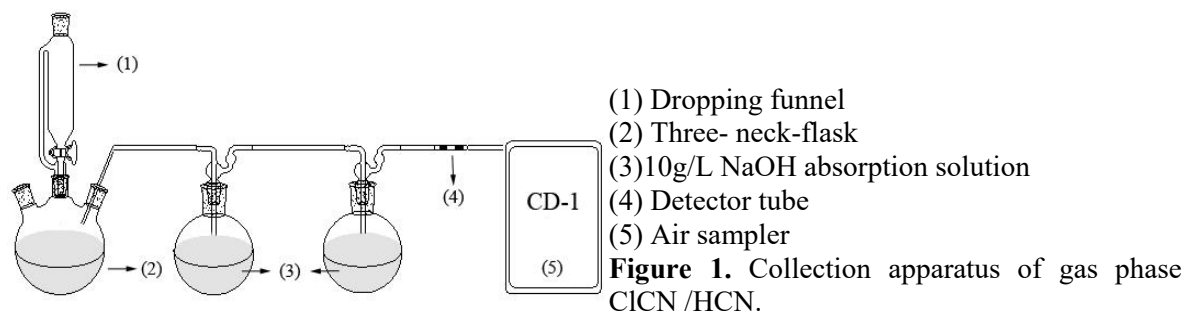 (1)
(2)
(3)
(4)
CD-1
(5)
(1) Dropping funnel
(2) Three- neck-flask
(3)10g/L NaOH absorption solution
(4) Detector tube
(5) Air sampler
Figure 1. Collection apparatus of gas phase
ClCN /HCN.